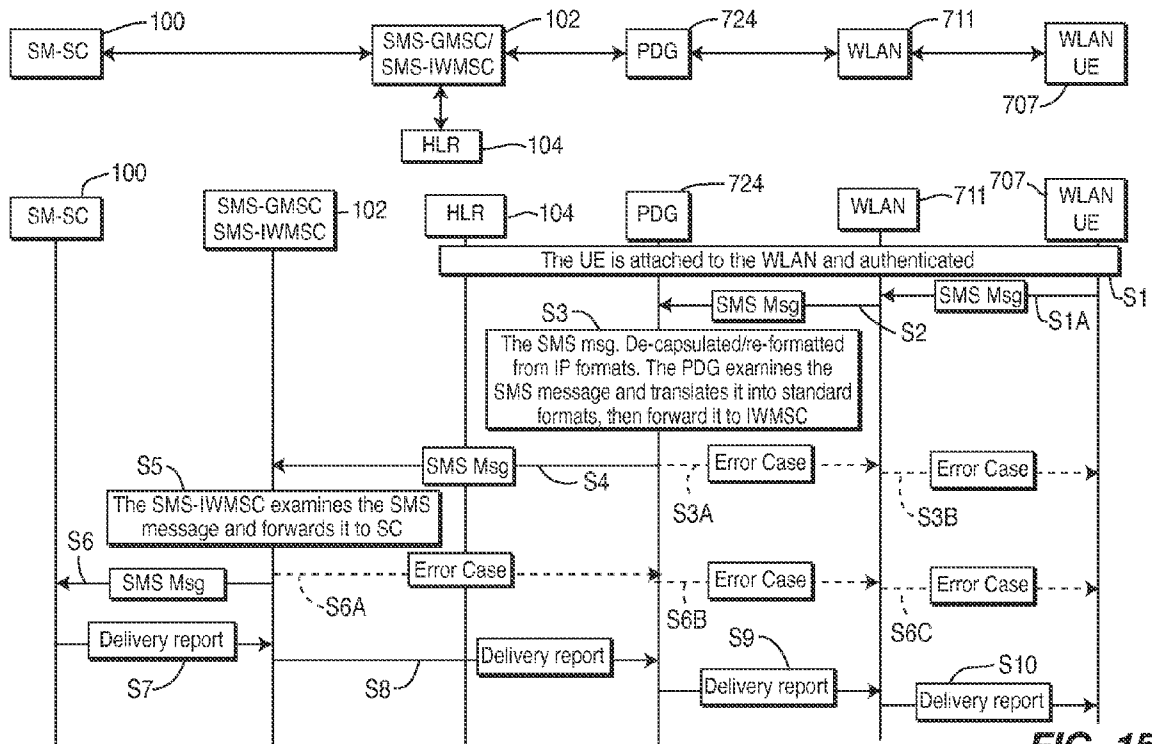 100
102
724
711
SM-SC
SMS-GMSC/
SMS-IWMSC
PDG
WLAN
WLAN
UE
707
HLR
104
100
SM-SC
SMS-GMSC
SMS-IWMSC
102
HLR
104
724
PDG
WLAN
711
707
WLAN
UE
The UE is attached to the WLAN and authenticated
S1
SMS Msg
S1A
SMS Msg
S2
S3
The SMS msg. De-capsulated/re-formatted
from IP formats. The PDG examines the
SMS message and translates it into standard
formats, then forward it to IWMSC
SMS Msg
S4
Error Case
S3A
Error Case
S3B
S5
The SMS-IWMSC examines the SMS
message and forwards it to SC
S6
SMS Msg
Error Case
S6A
Error Case
S6B
Error Case
S6C
Delivery report
S7
Delivery report
S8
S9
Delivery report
S10
Delivery report
FIG. 15